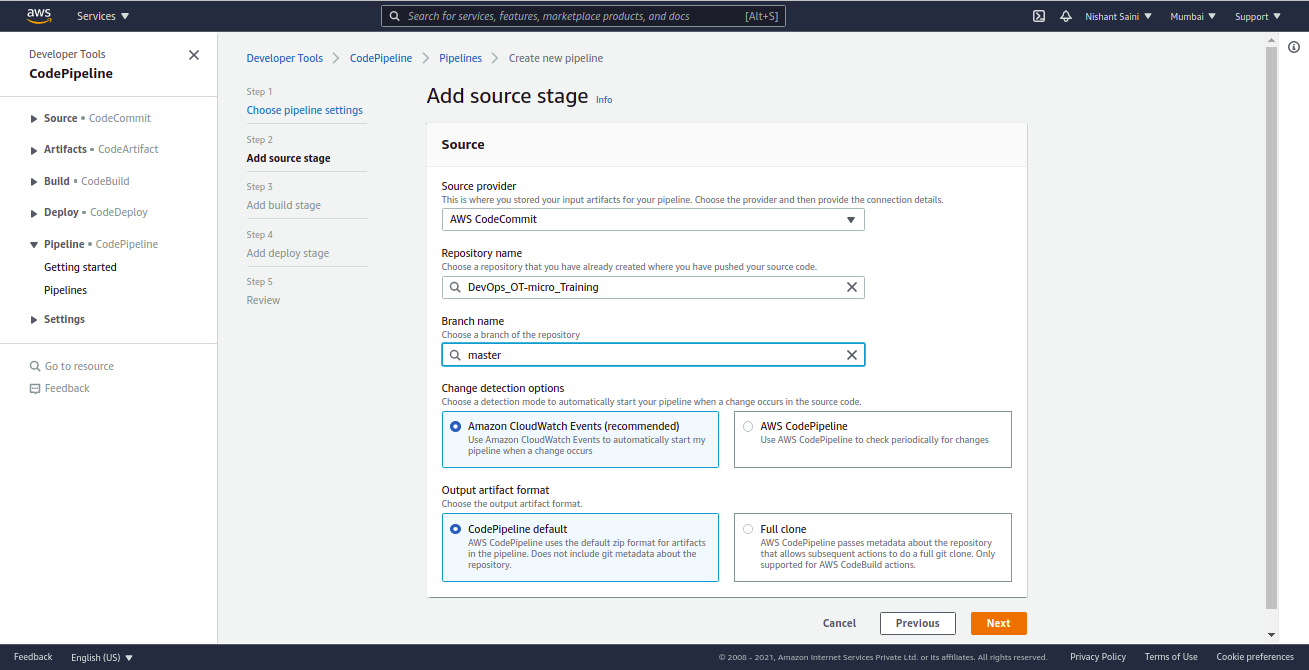 aws Services Search for services, features, marketplace products, and docs [Alt+S] Nishant Saini Mumbai Support
Developer Tools
CodePipeline
Source • CodeCommit
Artifacts • CodeArtifact
Build • CodeBuild
Deploy • CodeDeploy
Pipeline • CodePipeline
Getting started
Pipelines
Settings
Go to resource
Feedback
Developer Tools CodePipeline Pipelines Create new pipeline
Step 1
Choose pipeline settings
Step 2
Add source stage
Step 3
Add build stage
Step 4
Add deploy stage
Step 5
Review
Add source stage Info
Source
Source provider
This is where you stored your input artifacts for your pipeline. Choose the provider and then provide the connection details.
AWS CodeCommit
Repository name
Choose a repository that you have already created where you have pushed your source code.
DevOps_OT-micro_Training
Branch name
Choose a branch of the repository
master
Change detection options
Choose a detection mode to automatically start your pipeline when a change occurs in the source code.
Amazon CloudWatch Events (recommended)
Use Amazon CloudWatch Events to automatically start my
pipeline when a change occurs
AWS CodePipeline
Use AWS CodePipeline to check periodically for changes
Output artifact format
Choose the output artifact format.
CodePipeline default
AWS CodePipeline uses the default zip format for artifacts
in the pipeline. Does not include git metadata about the
repository.
Full clone
AWS CodePipeline passes metadata about the repository
that allows subsequent actions to do a full git clone. Only
supported for AWS CodeBuild actions.
Cancel Previous Next
Feedback English (US) © 2008 - 2021, Amazon Internet Services Private Ltd. or its affiliates. All rights reserved. Privacy Policy Terms of Use Cookie preferences